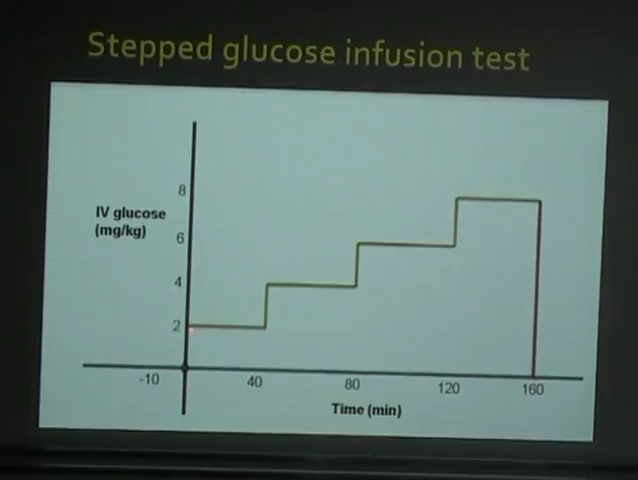 Stepped glucose infusion test
8
IV glucose
(mg/kg)
6
4
2
-10
40
80
120
160
Time (min)